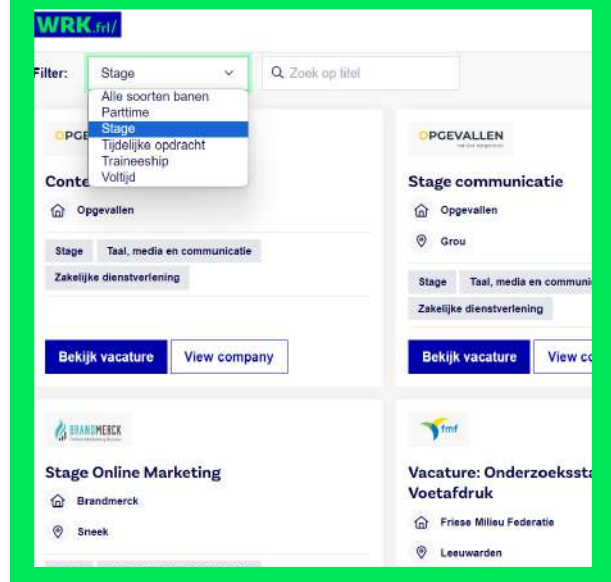 WRK.frl/
Filter:
Stage
Zoek op titel
Alle soorten banen
Parttime
Stage
Tijdelijke opdracht
Traineeship
Voltijd
OPGE
Conte
Opgevallen
Stage
Taal, media en communicatie
Zakelijke dienstverlening
Bekijk vacature
View company
OPGEVALLEN
Stage communicatie
Opgevallen
Grou
Stage
Taal, media en communi
Zakelijke dienstverlening
Bekijk vacature
View co
BRANDMERCK
Stage Online Marketing
Brandmerck
Sneek
fmf
Vacature: Onderzoekssta
Voetafdruk
Friese Milieu Federatie
Leeuwarden